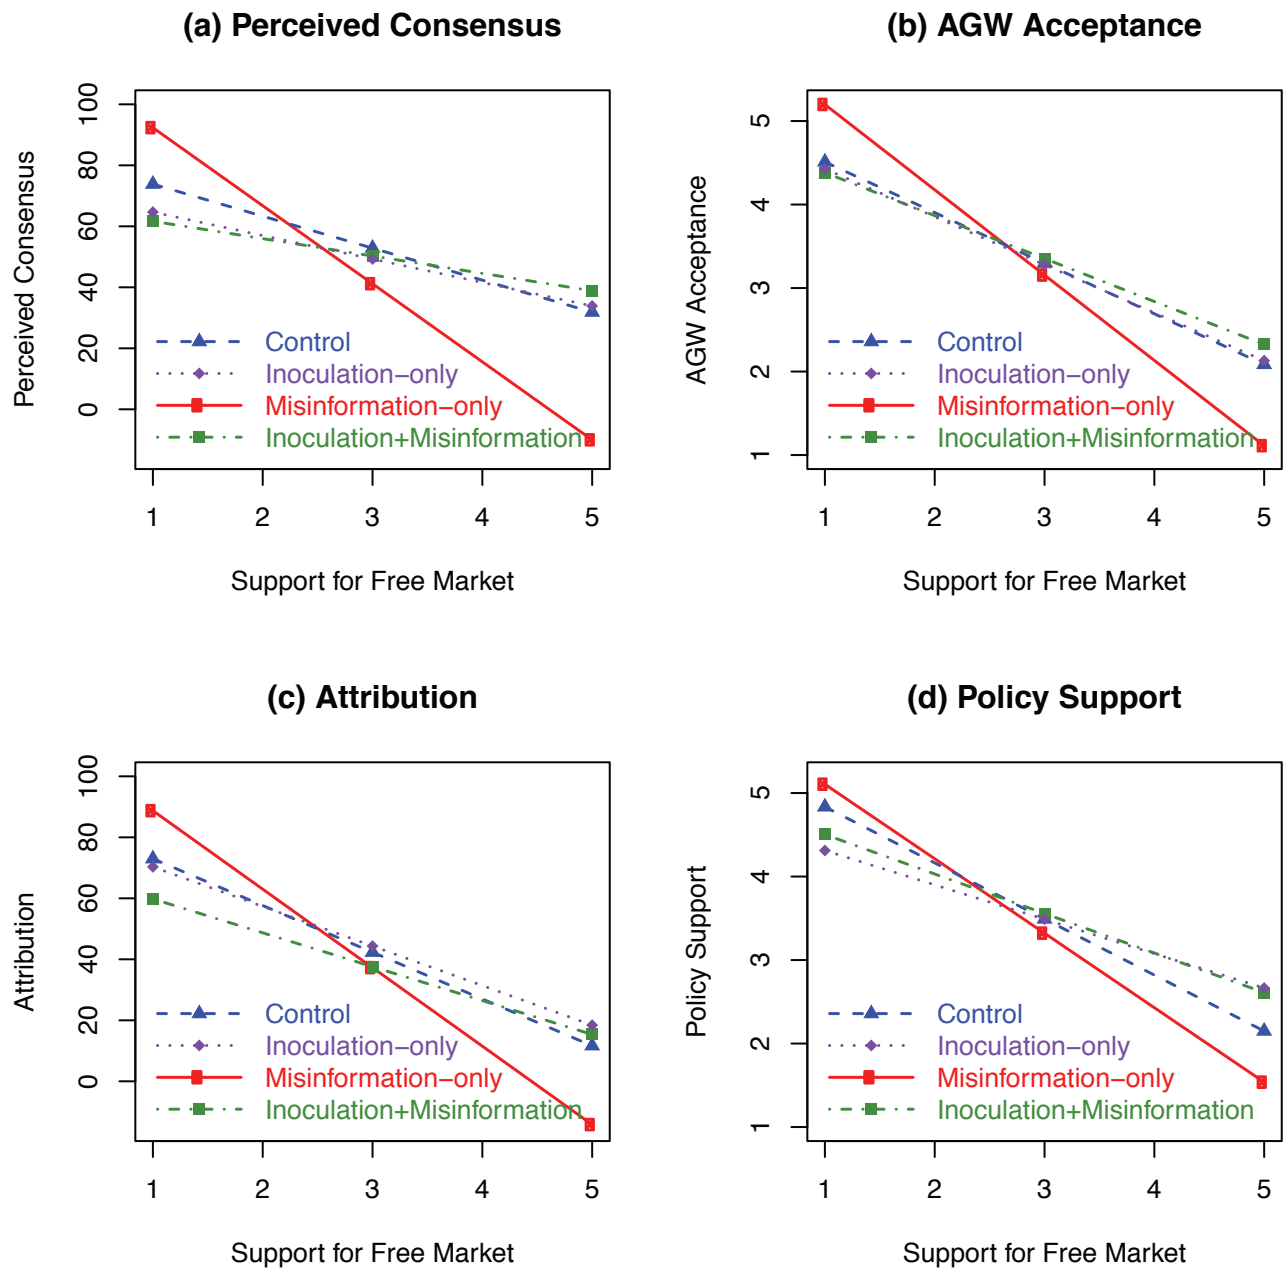 (a) Perceived Consensus
Perceived Consensus
100
80
60
40
20
0
Control
Inoculation−only
Misinformation−only
Inoculation+Misinformation
1 2 3 4 5
Support for Free Market
(b) AGW Acceptance
AGW Acceptance
5
4
3
2
1
Control
Inoculation−only
Misinformation−only
Inoculation+Misinformation
1 2 3 4 5
Support for Free Market
(c) Attribution
Attribution
100
80
60
40
20
0
Control
Inoculation−only
Misinformation−only
Inoculation+Misinformation
1 2 3 4 5
Support for Free Market
(d) Policy Support
Policy Support
5
4
3
2
1
Control
Inoculation−only
Misinformation−only
Inoculation+Misinformation
1 2 3 4 5
Support for Free Market